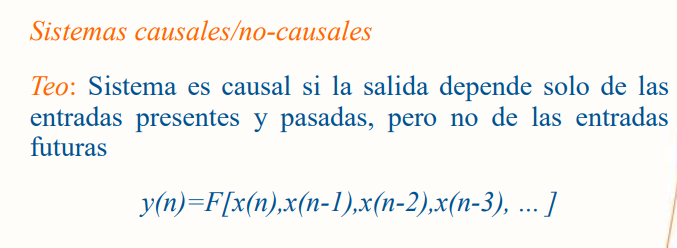 Sistemas causales/no-causales
Teo: Sistema es causal si la salida depende solo de las
entradas presentes y pasadas, pero no de las entradas
futuras
y(n)=F[x(n),x(n-1),x(n-2),x(n-3), ... ]